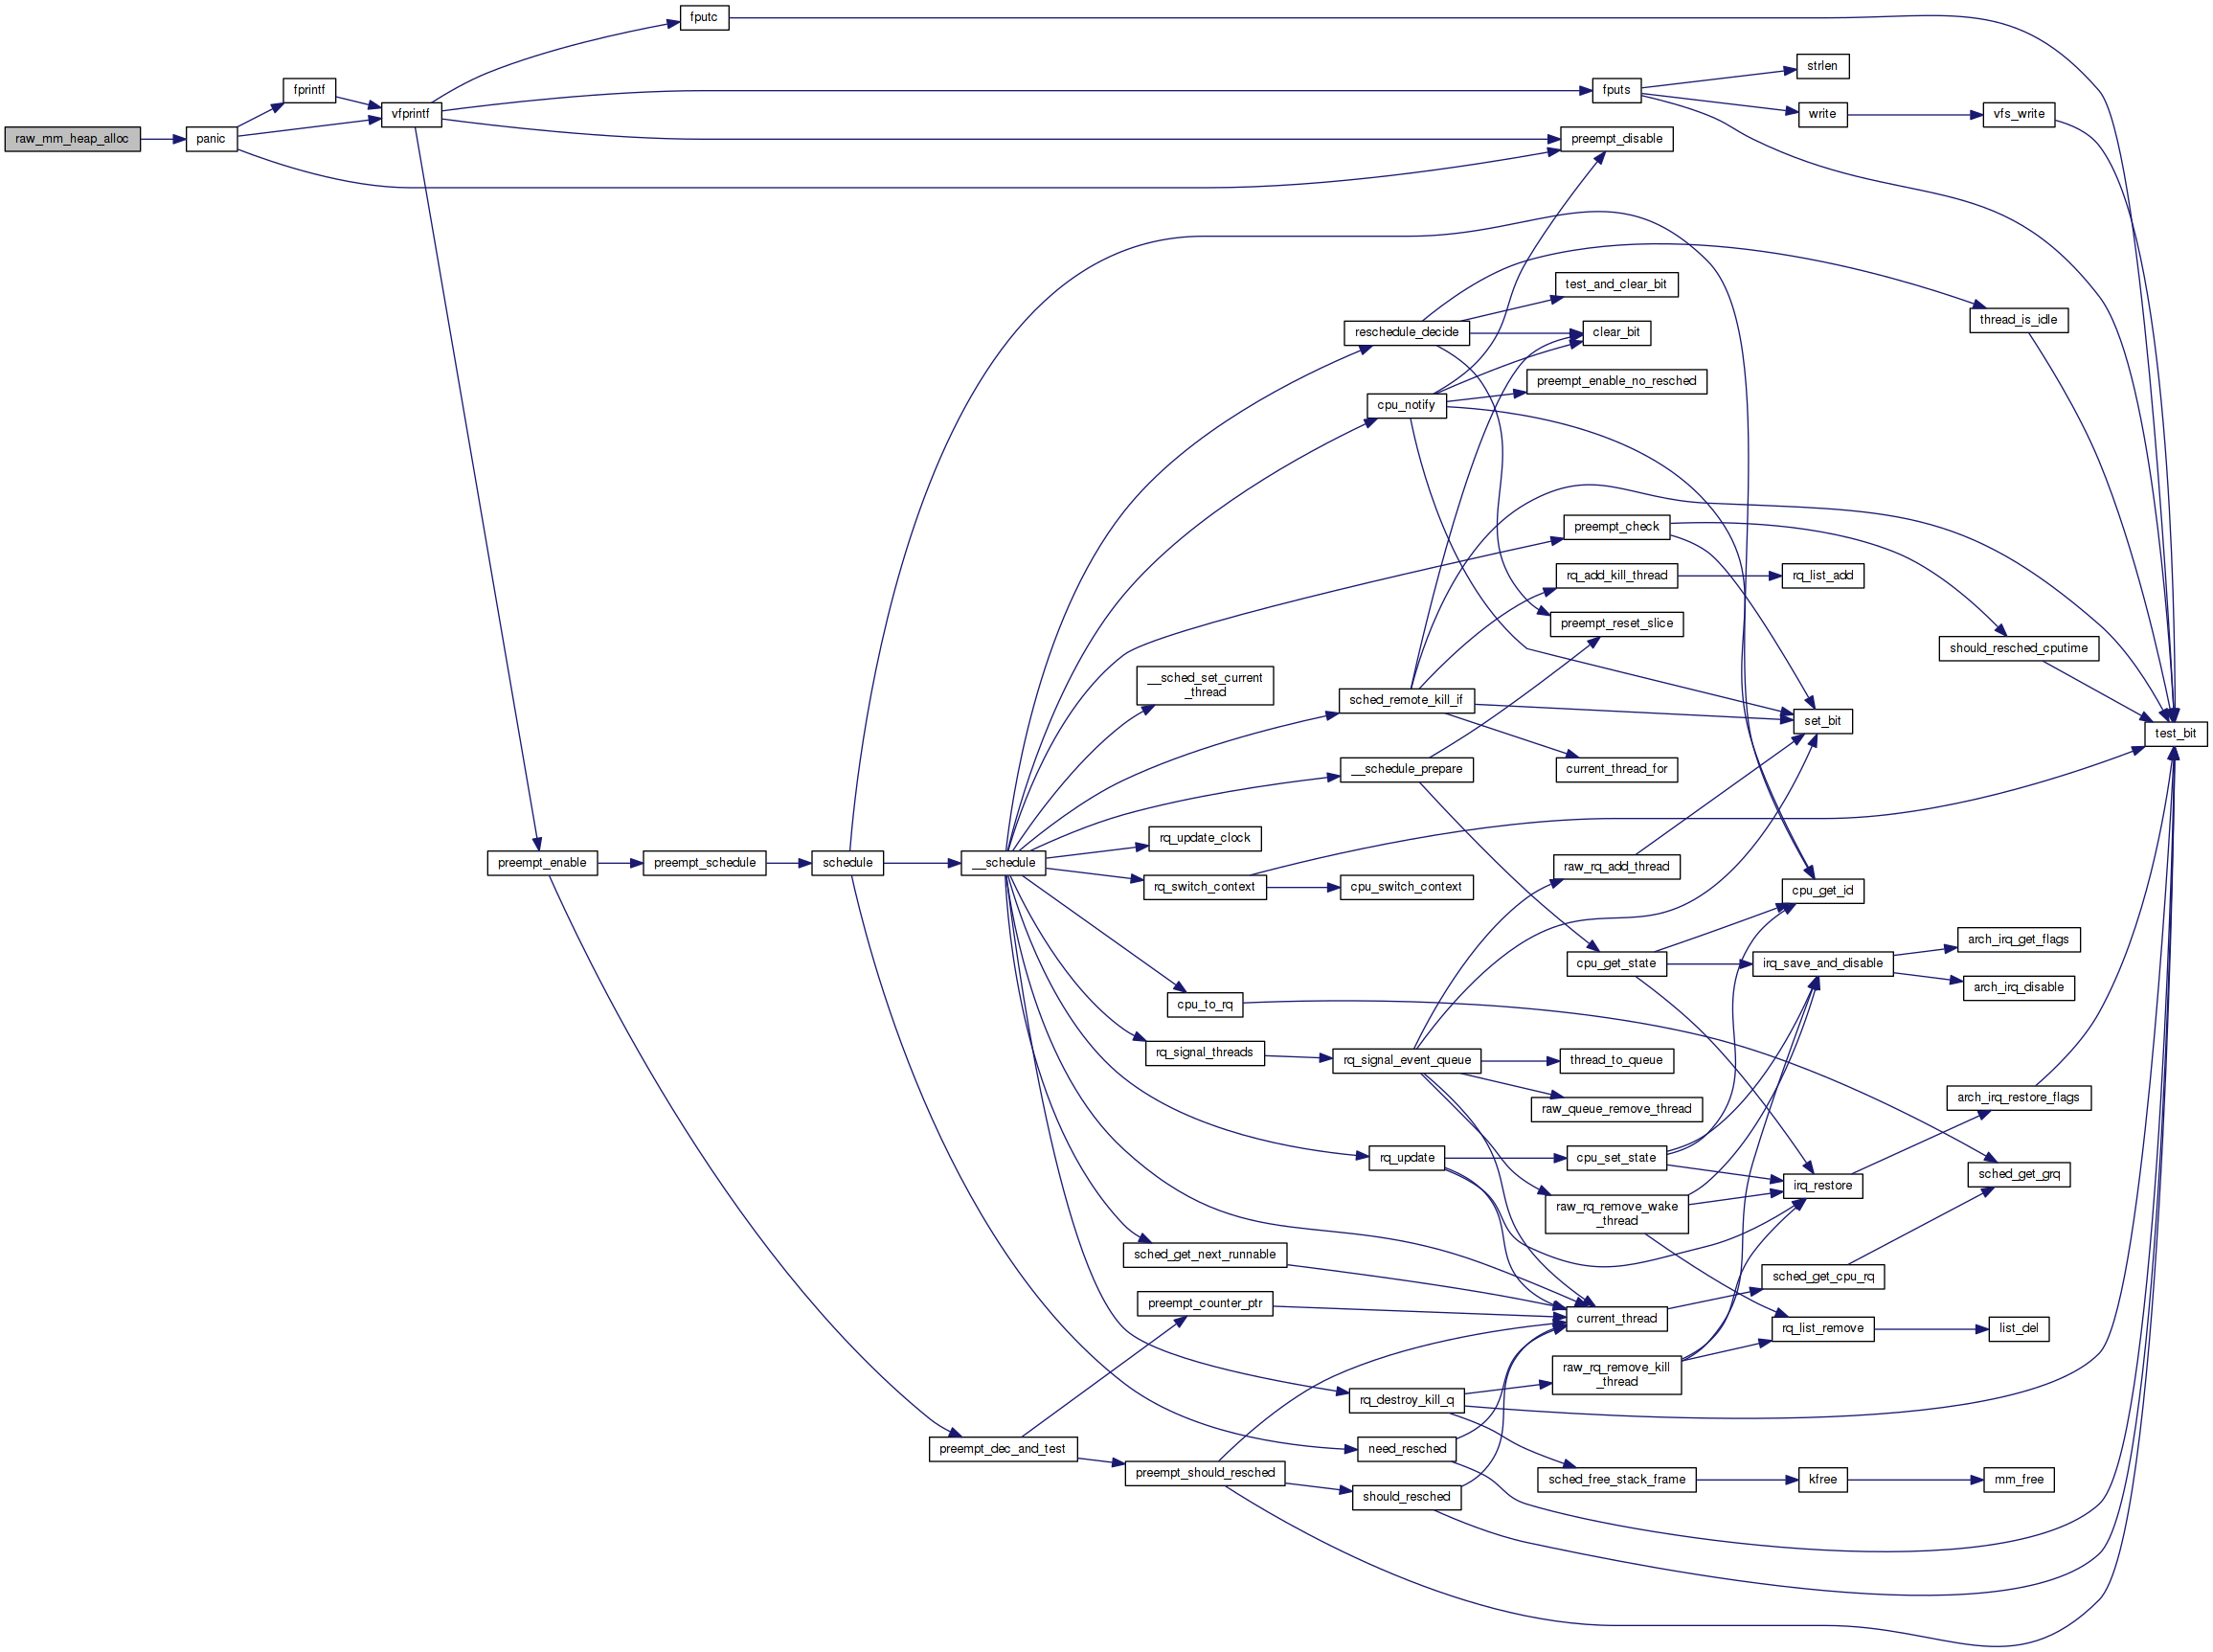 fputc
strlen
fprintf
fputs
vfprintf
write
vfs_write
raw_mm_heap_alloc
panic
preempt_disable
test_and_clear_bit
thread_is_idle
reschedule_decide
clear_bit
preempt_enable_no_resched
cpu_notify
preempt_check
rq_add_kill_thread
rq_list_add
preempt_reset_slice
should_resched_cputime
__sched_set_current
_thread
sched_remote_kill_if
set_bit
test_bit
__schedule_prepare
current_thread_for
rq_update_clock
preempt_enable
preempt_schedule
schedule
__schedule
raw_rq_add_thread
rq_switch_context
cpu_switch_context
cpu_get_id
arch_irq_get_flags
cpu_get_state
irq_save_and_disable
arch_irq_disable
cpu_to_rq
rq_signal_threads
rq_signal_event_queue
thread_to_queue
arch_irq_restore_flags
raw_queue_remove_thread
rq_update
cpu_set_state
sched_get_grq
irq_restore
raw_rq_remove_wake
_thread
sched_get_next_runnable
sched_get_cpu_rq
preempt_counter_ptr
current_thread
rq_list_remove
list_del
raw_rq_remove_kill
_thread
rq_destroy_kill_q
preempt_dec_and_test
need_resched
preempt_should_resched
sched_free_stack_frame
kfree
mm_free
should_resched